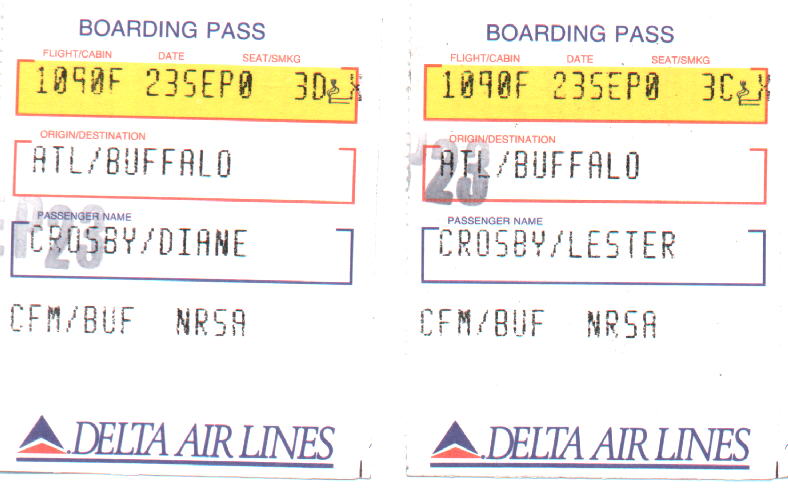 BOARDING PASS
FLIGHT/CABIN DATE SEAT/SMKG
1090F 23SEP0 3D
ORIGIN/DESTINATION
ATL/BUFFALO
PASSENGER NAME
CROSBY/DIANE
23
CFM/BUF NRSA
DELTA AIR LINES
BOARDING PASS
FLIGHT/CABIN DATE SEAT/SMKG
1090F 23SEP0 3C
ORIGIN/DESTINATION
ATL/BUFFALO
23
PASSENGER NAME
CROSBY/LESTER
CFM/BUF NRSA
DELTA AIR LINES